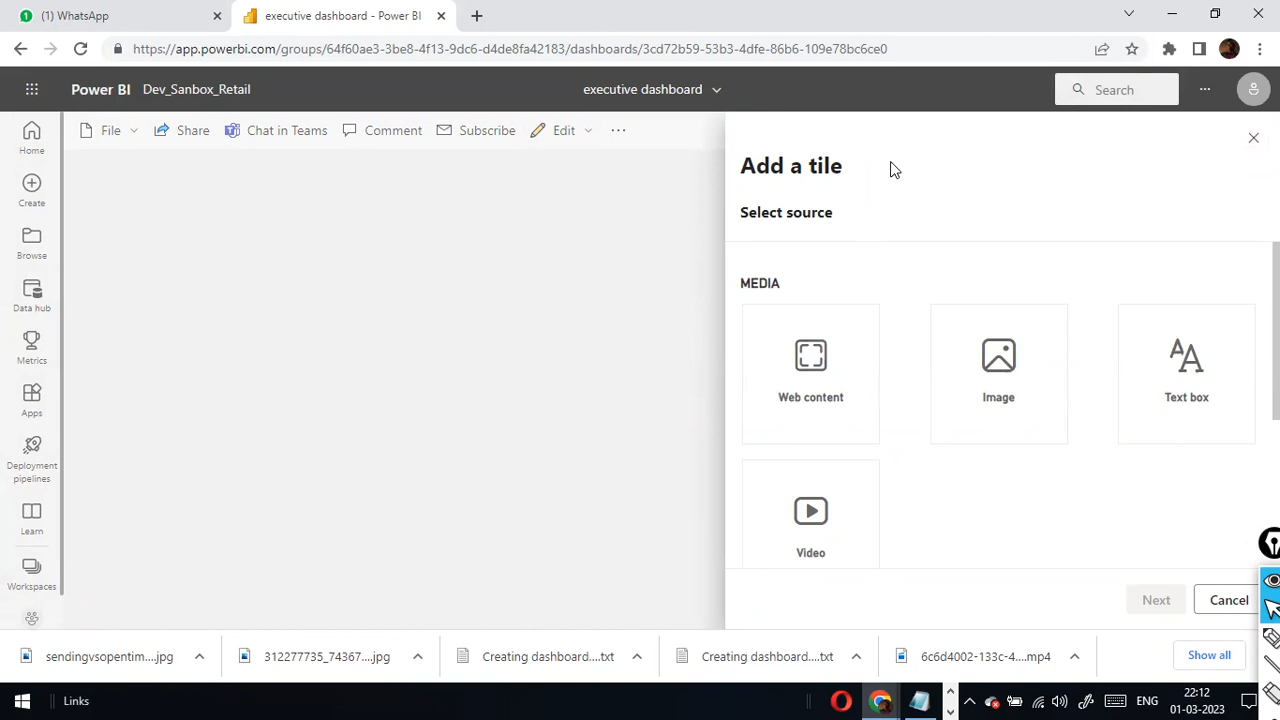 (1) WhatsApp
executive dashboard - Power BI
https://app.powerbi.com/groups/64f60ae3-3be8-4f13-9dc6-d4de8fa42183/dashboards/3cd72b59-53b3-4dfe-86b6-109e78bc6ce0
Power BI Dev_Sanbox_Retail
executive dashboard
Search
File
Share
Chat in Teams
Comment
Subscribe
Edit
Home
Create
Browse
Data hub
Metrics
Apps
Deployment
pipelines
Learn
Workspaces
Add a tile
Select source
MEDIA
Web content
Image
Text box
Video
Next
Cancel
sendingvsopentim....jpg
312277735_74367....jpg
Creating dashboard....txt
Creating dashboard....txt
6c6d4002-133c-4....mp4
Show all
Links
ENG
22:12
01-03-2023